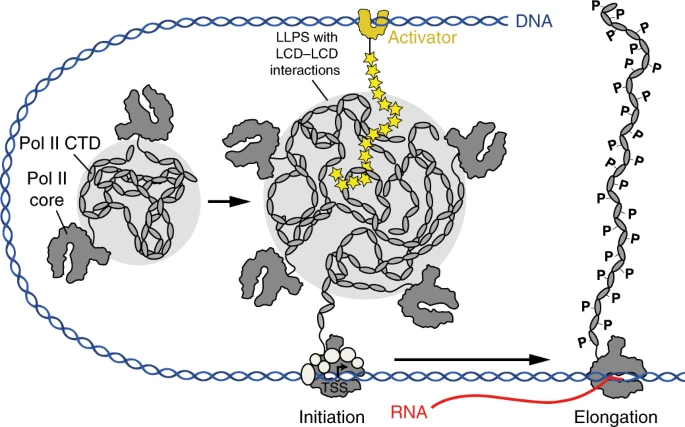 P P
DNA
P P
LLPS with
Activator
LCD–LCD
interactions
P
P
P
P
P
Pol II CTD
P
P
Pol II
core
P
P
P
P
P
P
P
P
P
P
P
P
P
TSS
Initiation
RNA
Elongation